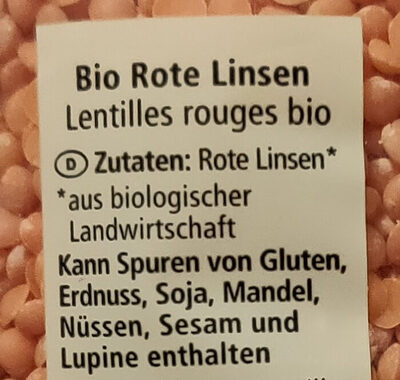 Bio Rote Linsen
Lentilles rouges bio
D Zutaten: Rote Linsen*
*aus biologischer
Landwirtschaft
Kann Spuren von Gluten,
Erdnuss, Soja, Mandel,
Nüssen, Sesam und
Lupine enthalten